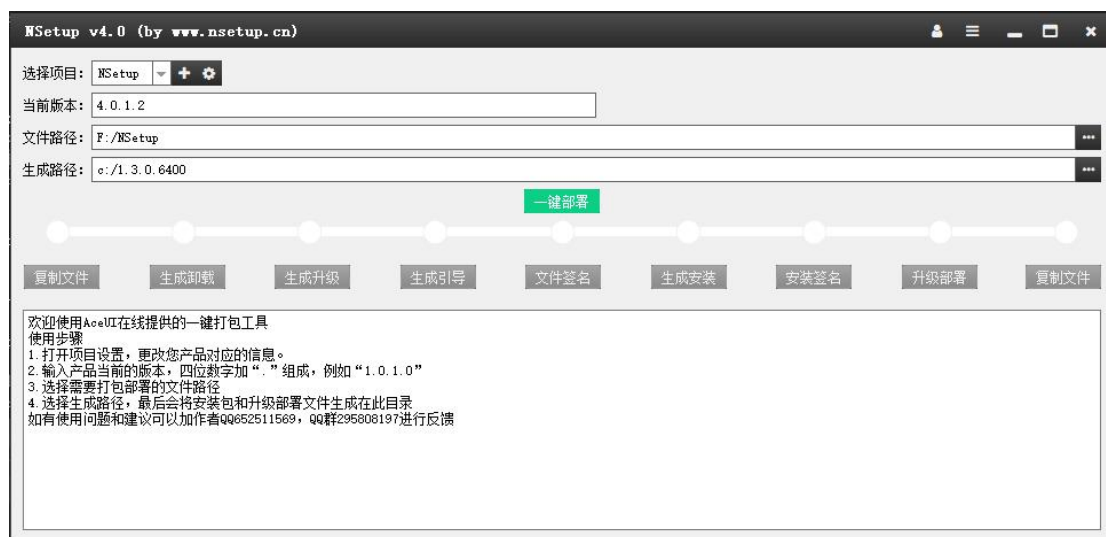 NSetup v4.0 (by www.nsetup.cn)
选择项目: NSetup
当前版本: 4.0.1.2
文件路径: F:/NSetup
生成路径: c:/1.3.0.6400
一键部署
复制文件 生成卸载 生成升级 生成引导 文件签名 生成安装 安装签名 升级部署 复制文件
欢迎使用AceUI在线提供的一键打包工具
使用步骤
1.打开项目设置，更改您产品对应的信息。
2.输入产品当前的版本，四位数字加“.”组成，例如“1.0.1.0”
3.选择需要打包部署的文件路径
4.选择生成路径，最后会将安装包和升级部署文件生成在此目录
如有使用问题和建议可以加作者QQ652511569，QQ群295808197进行反馈